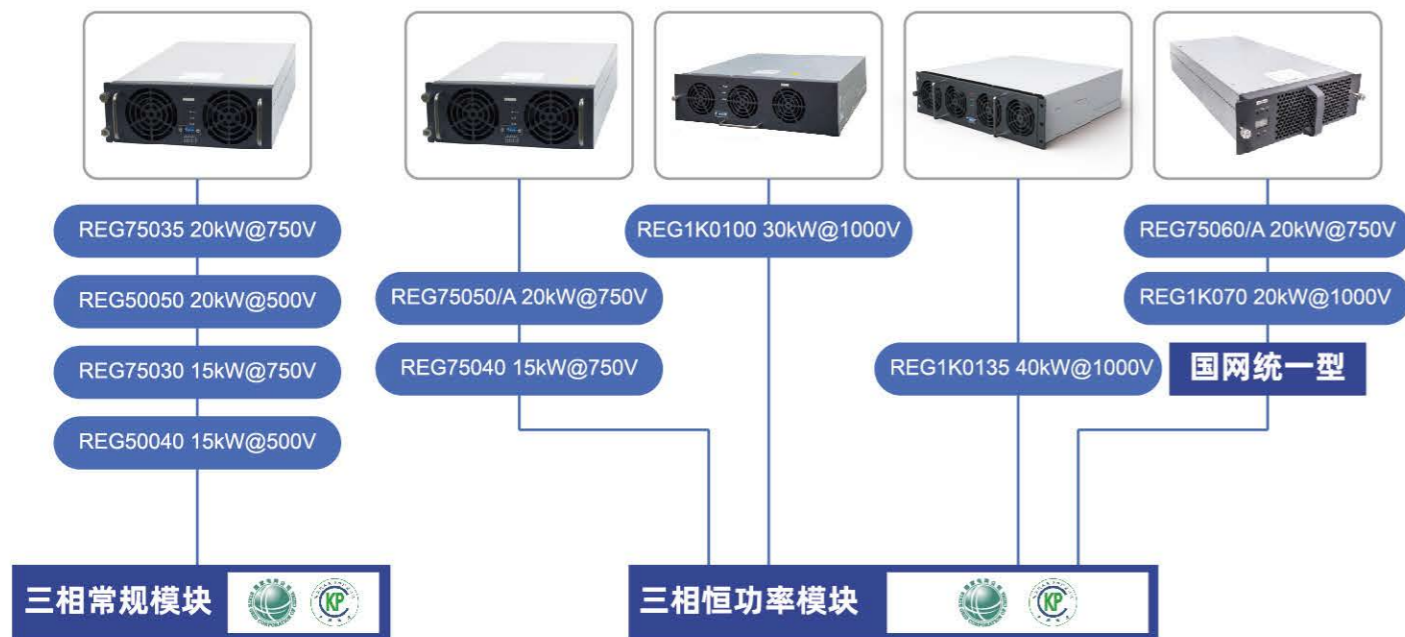 REG75035 20kW@750V
REG50050 20kW@500V
REG75030 15kW@750V
REG50040 15kW@500V
REG75050/A 20kW@750V
REG75040 15kW@750V
REG1K0100 30kW@1000V
REG1K0135 40kW@1000V
REG75060/A 20kW@750V
REG1K070 20kW@1000V
国网统一型
三相常规模块
KP
三相恒功率模块
KP